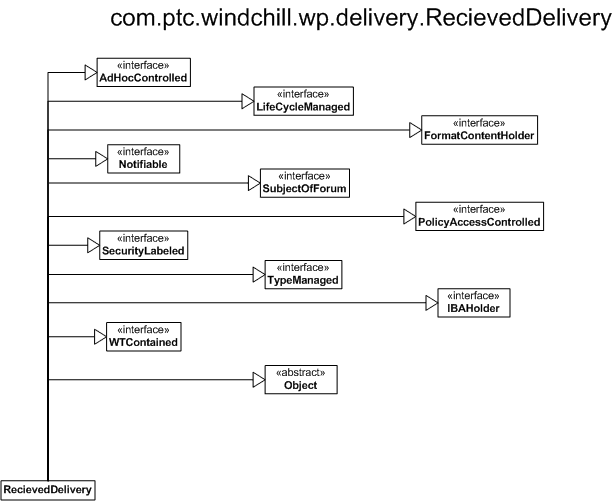 com.ptc.windchill.wp.delivery.RecievedDelivery
«interface»
AdHocControlled
«interface»
LifeCycleManaged
«interface»
FormatContentHolder
«interface»
Notifiable
«interface»
SubjectOfForum
«interface»
PolicyAccessControlled
«interface»
SecurityLabeled
«interface»
TypeManaged
«interface»
IBAHolder
«interface»
WTContained
«abstract»
Object
RecievedDelivery